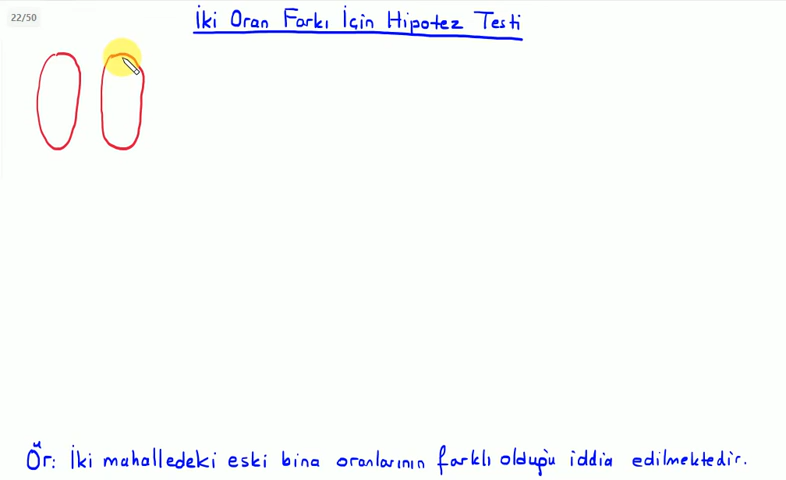 22/50
İki Oran Farkı İçin Hipotez Testi
Ör: İki mahalledeki eski bina oranlarının farklı olduğu iddia edilmektedir.